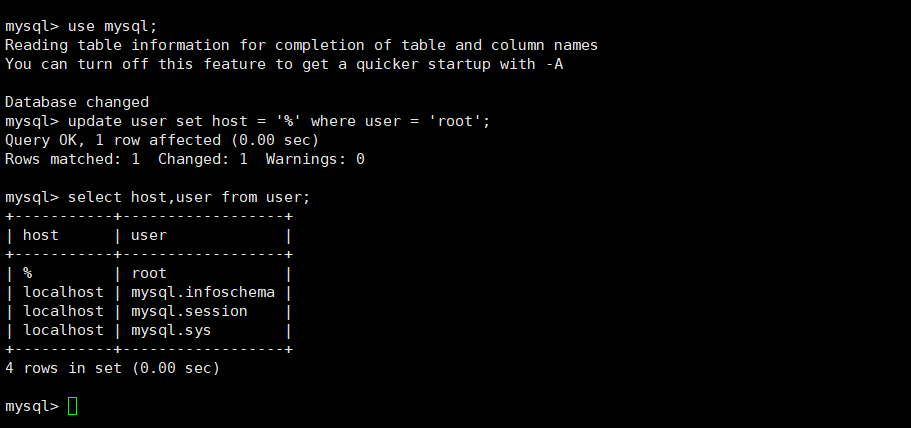 mysql> use mysql;
Reading table information for completion of table and column names
You can turn off this feature to get a quicker startup with -A
Database changed
mysql> update user set host = '%' where user = 'root';
Query OK, 1 row affected (0.00 sec)
Rows matched: 1  Changed: 1  Warnings: 0
mysql> select host,user from user;
+-----------+------------------+
| host      | user             |
+-----------+------------------+
| %         | root             |
| localhost | mysql.infoschema |
| localhost | mysql.session    |
| localhost | mysql.sys        |
+-----------+------------------+
4 rows in set (0.00 sec)
mysql>